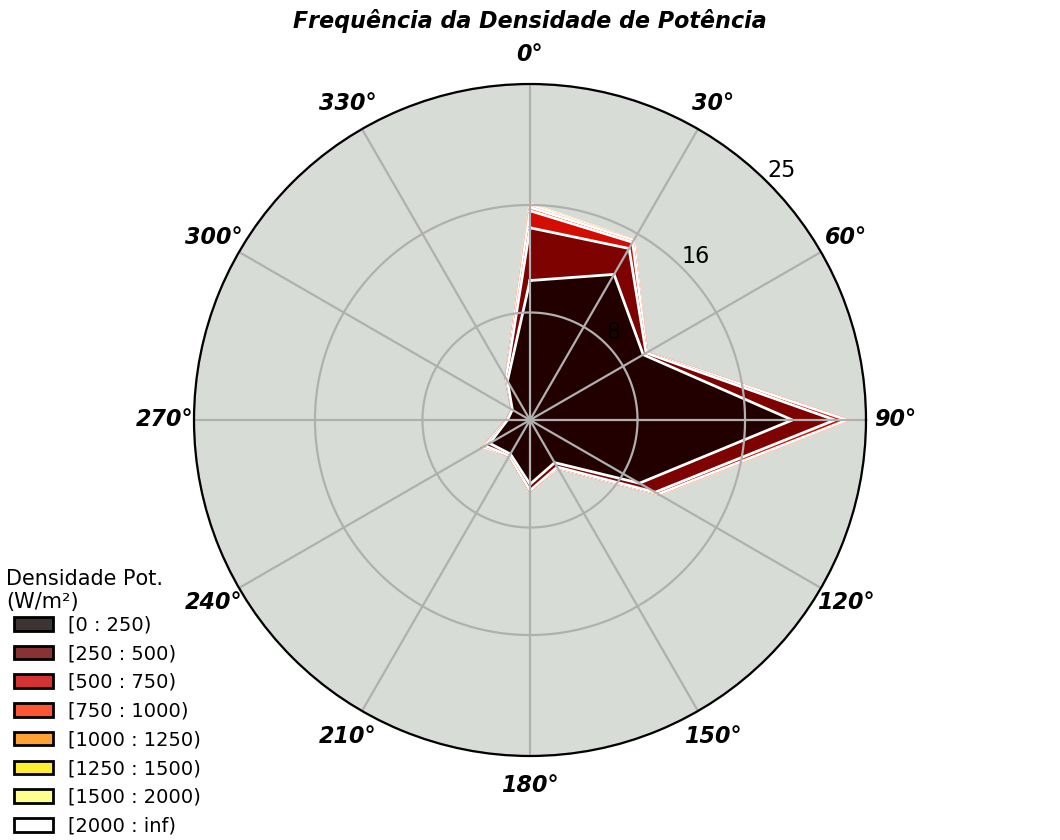 Frequência da Densidade de Potência
0°
330°
30°
25
300°
60°
16
8
270°
90°
Densidade Pot.
(W/m²)
240°
120°
[0 : 250)
[250 : 500)
[500 : 750)
[750 : 1000)
210°
150°
[1000 : 1250)
[1250 : 1500)
180°
[1500 : 2000)
[2000 : inf)